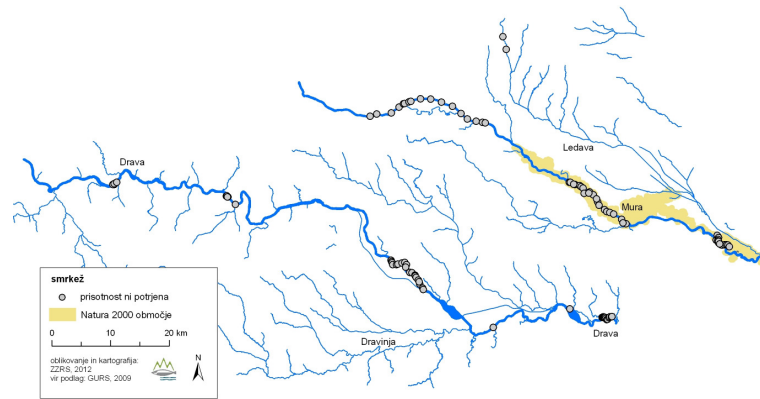 Ledava
Drava
Mura
smrkež
prisotnost ni potrjena
Natura 2000 območje
0 10 20 km
oblikovanje in kartografija:
ZZRS, 2012
vir podlag: GURS, 2009
N
Dravinja
Drava